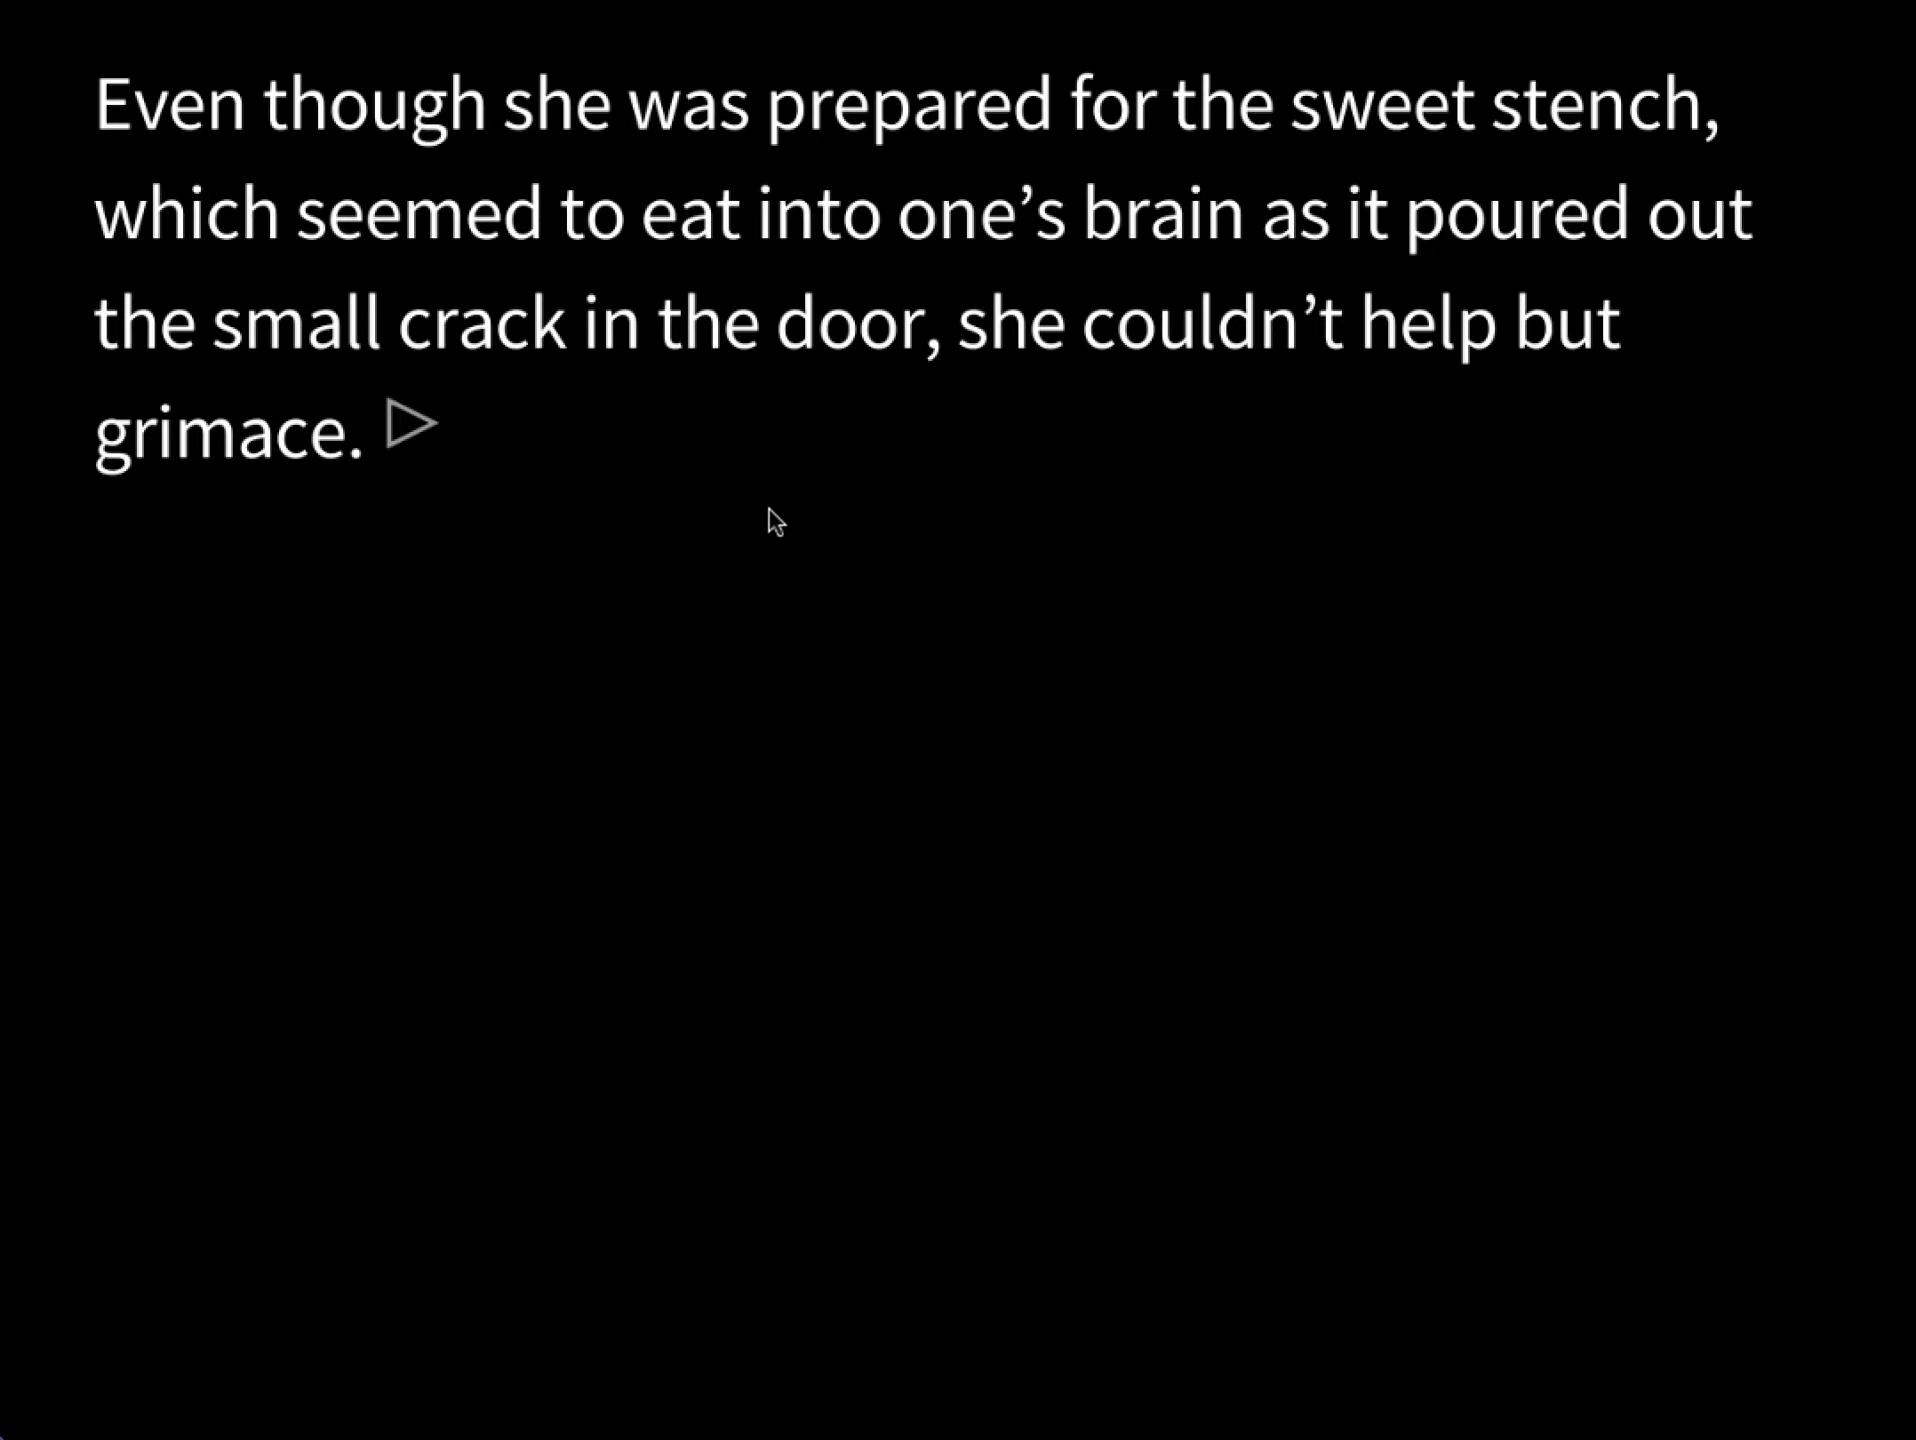 Even though she was prepared for the sweet stench,
which seemed to eat into one’s brain as it poured out
the small crack in the door, she couldn’t help but
grimace.